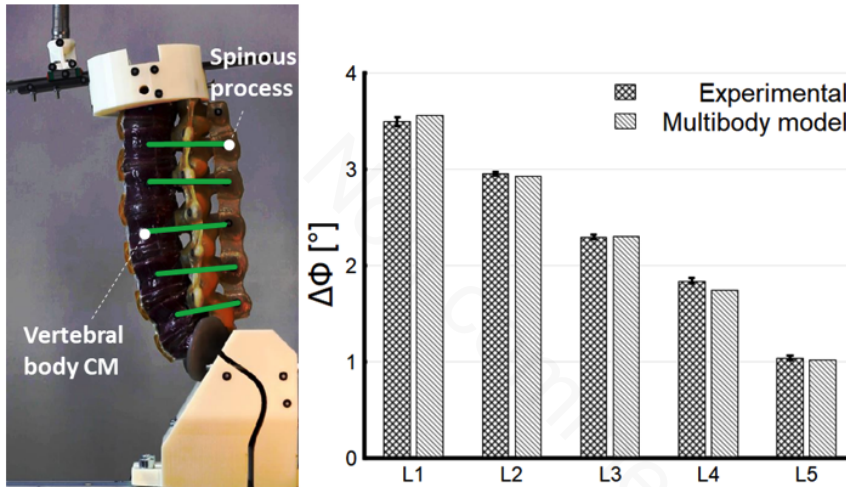 Spinous
process
Vertebral
body CM
4
3
2
1
0
ΔΦ [°]
Experimental
Multibody model
L1 L2 L3 L4 L5